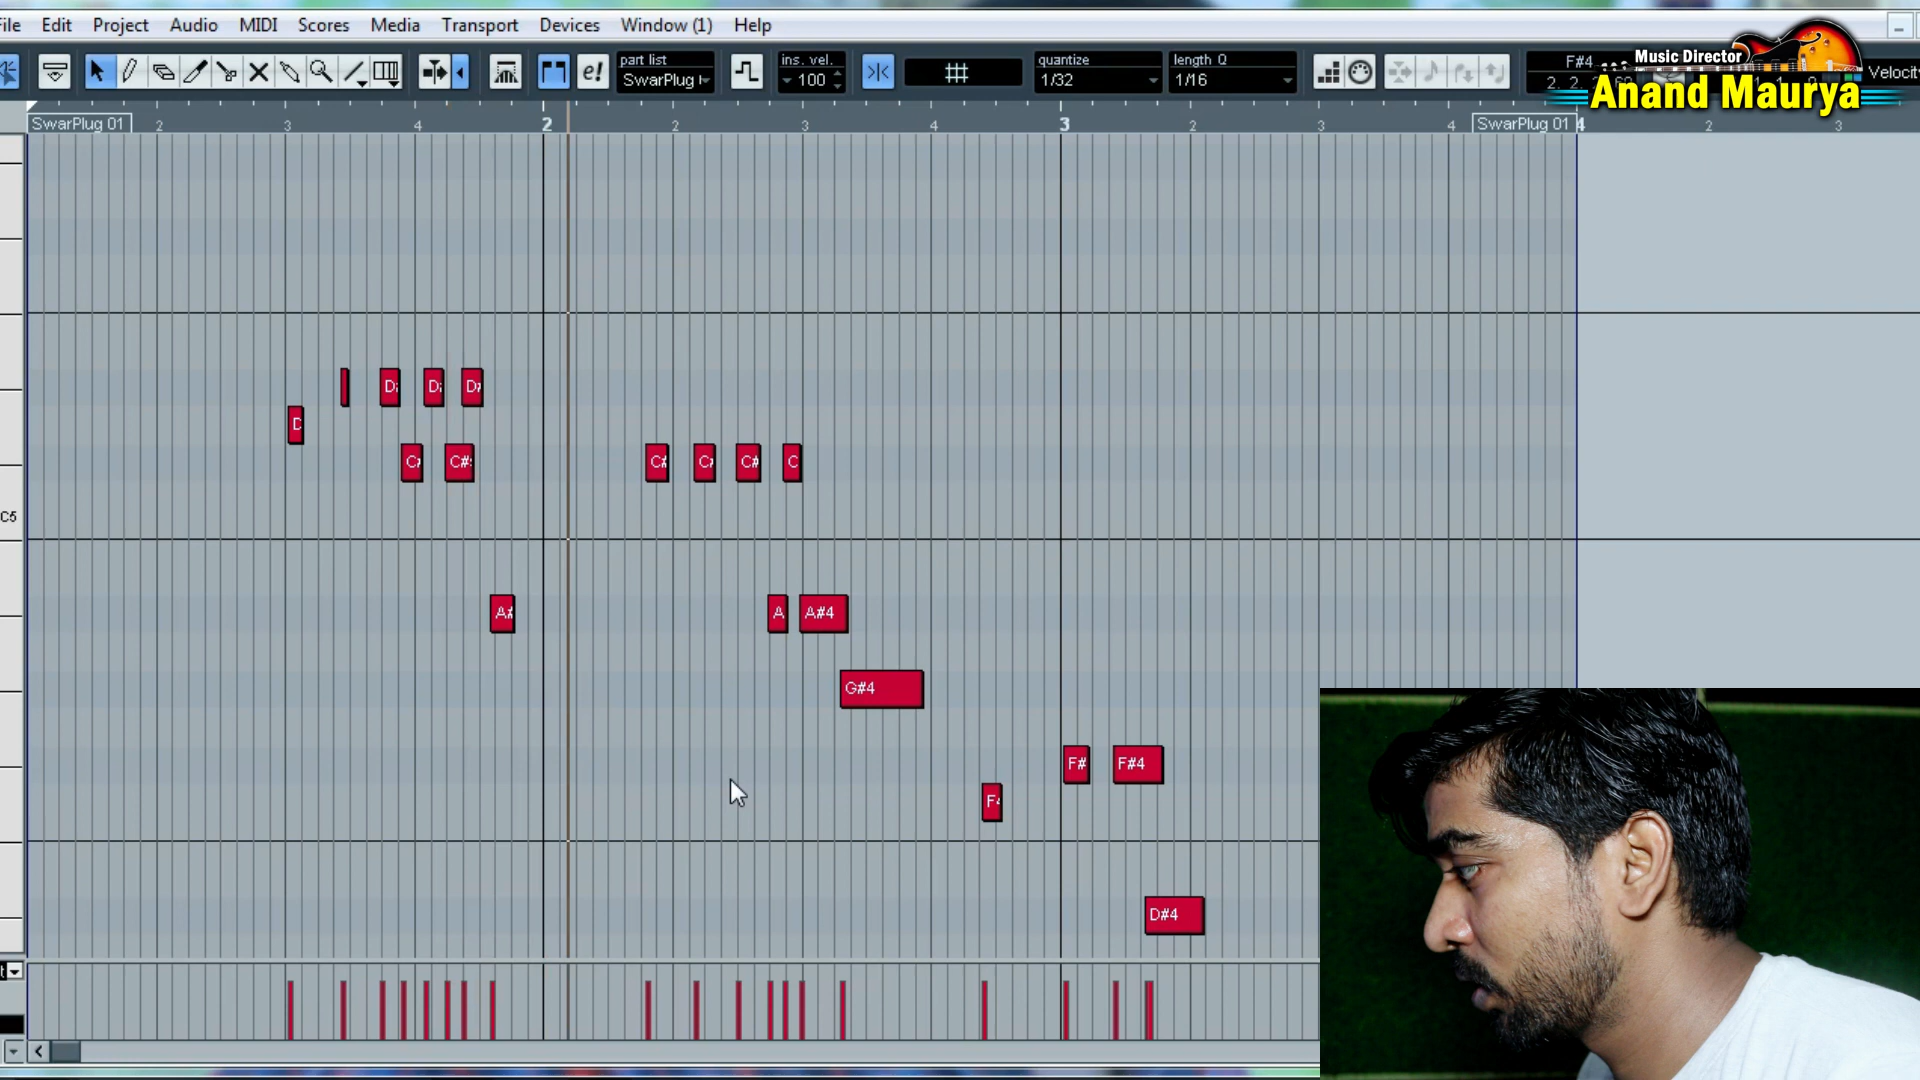 File Edit Project Audio MIDI Scores Media Transport Devices Window (1) Help
part list ins. vel. quantize length Q
SwarPlug 100 1/32 1/16
F#4
Velocity
Music Director
Anand Maurya
SwarPlug 01 2 3 4 2 2 3 4 3 2 3 4 SwarPlug 01 4 2 3
D D D
D
C C# C C C# C
C5
A# A A#4
G#4
F# F#4
F4
D#4